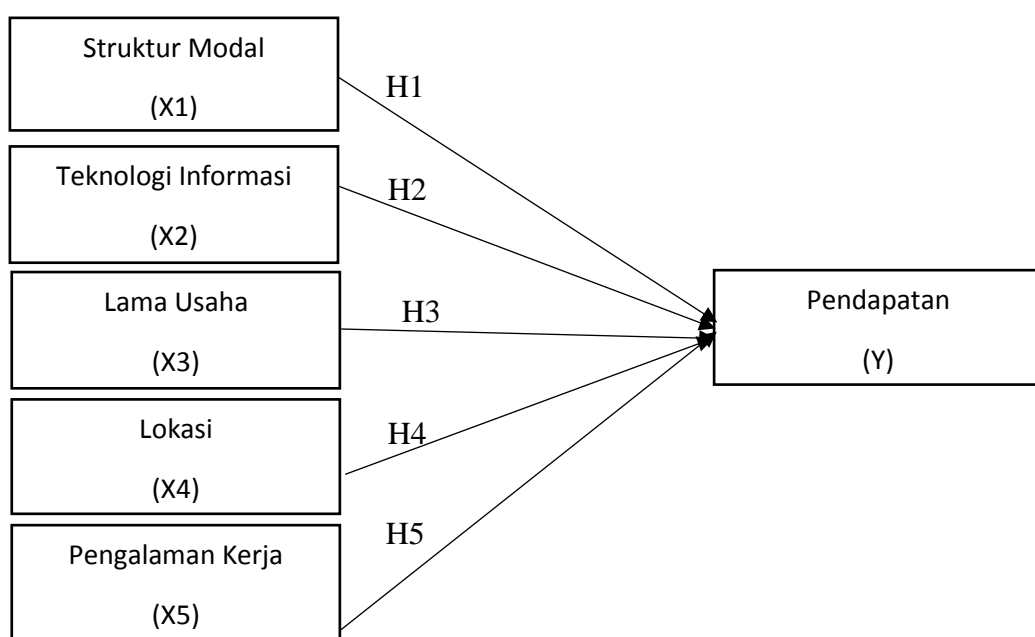 Struktur Modal
(X1)
H1
Teknologi Informasi
(X2)
H2
Lama Usaha
(X3)
H3
Pendapatan
(Y)
Lokasi
(X4)
H4
Pengalaman Kerja
(X5)
H5